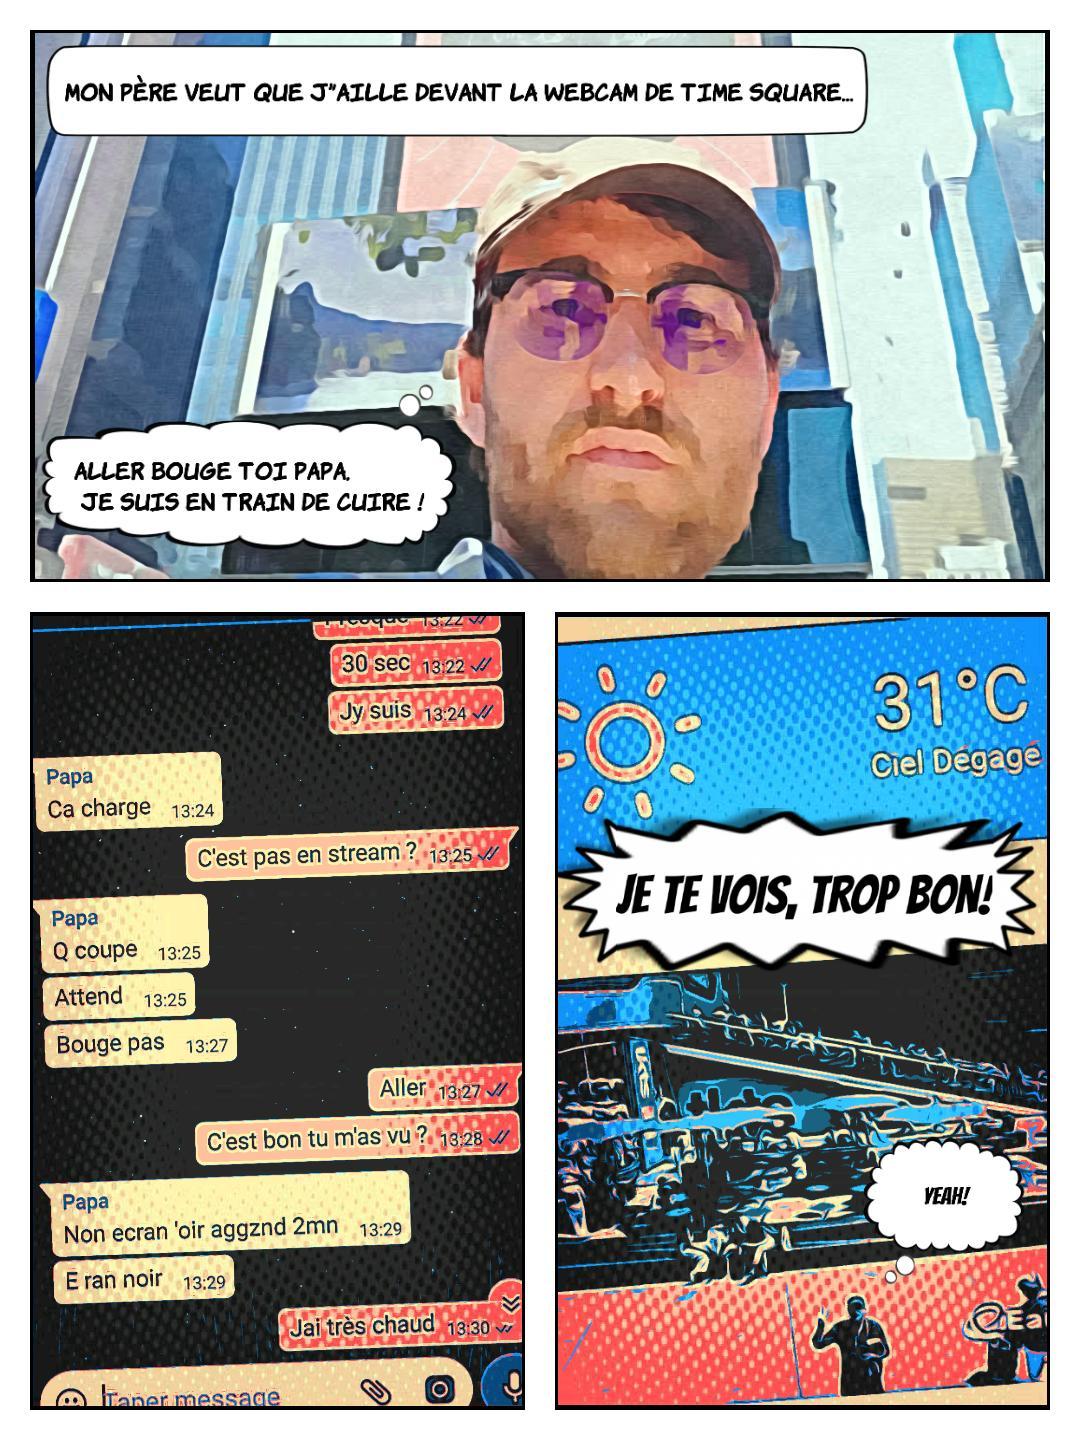 MON PÈRE VEUT QUE J"AILLE DEVANT LA WEBCAM DE TIME SQUARE...
ALLER BOUGE TOI PAPA.
JE SUIS EN TRAIN DE CUIRE !
Presque 13:22
30 sec 13:22
Jy suis 13:24
Papa
Ca charge 13:24
C'est pas en stream ? 13:25
Papa
Q coupe 13:25
Attend 13:25
Bouge pas 13:27
Aller 13:27
C'est bon tu m'as vu ? 13:28
Papa
Non ecran 'oir aggznd 2mn 13:29
E ran noir 13:29
Jai très chaud 13:30
Taper message
31°C
Ciel Dégagé
JE TE VOIS, TROP BON!
YEAH!